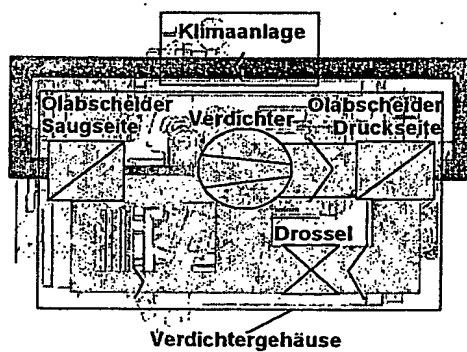 Klimaanlage
Ölabscheider Saugseite
Verdichter
Ölabscheider Druckseite
Drossel
Verdichtergehäuse